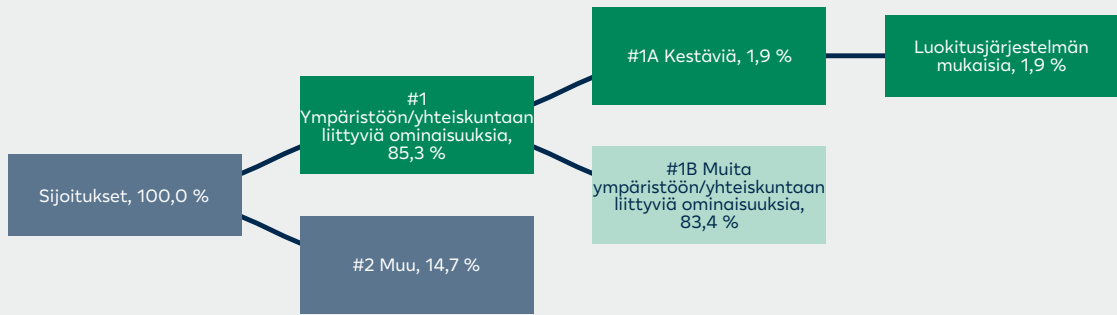 Sijoitukset, 100,0 %
#1
Ympäristöön/yhteiskuntaan
liittyviä ominaisuuksia,
85,3 %
#2 Muu, 14,7 %
#1A Kestäviä, 1,9 %
#1B Muita
ympäristöön/yhteiskuntaan
liittyviä ominaisuuksia,
83,4 %
Luokitusjärjestelmän
mukaisia, 1,9 %